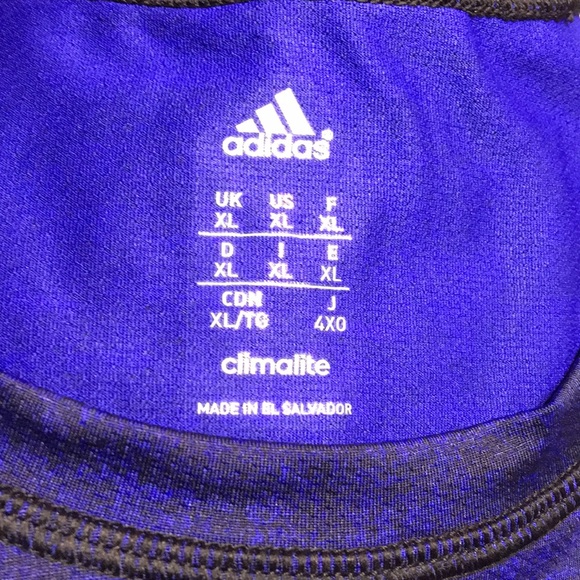 adidas®
UK US F
XL XL XL
D I E
XL XL XL
CDN J
XL/TG 4XO
climalite
MADE IN EL SALVADOR